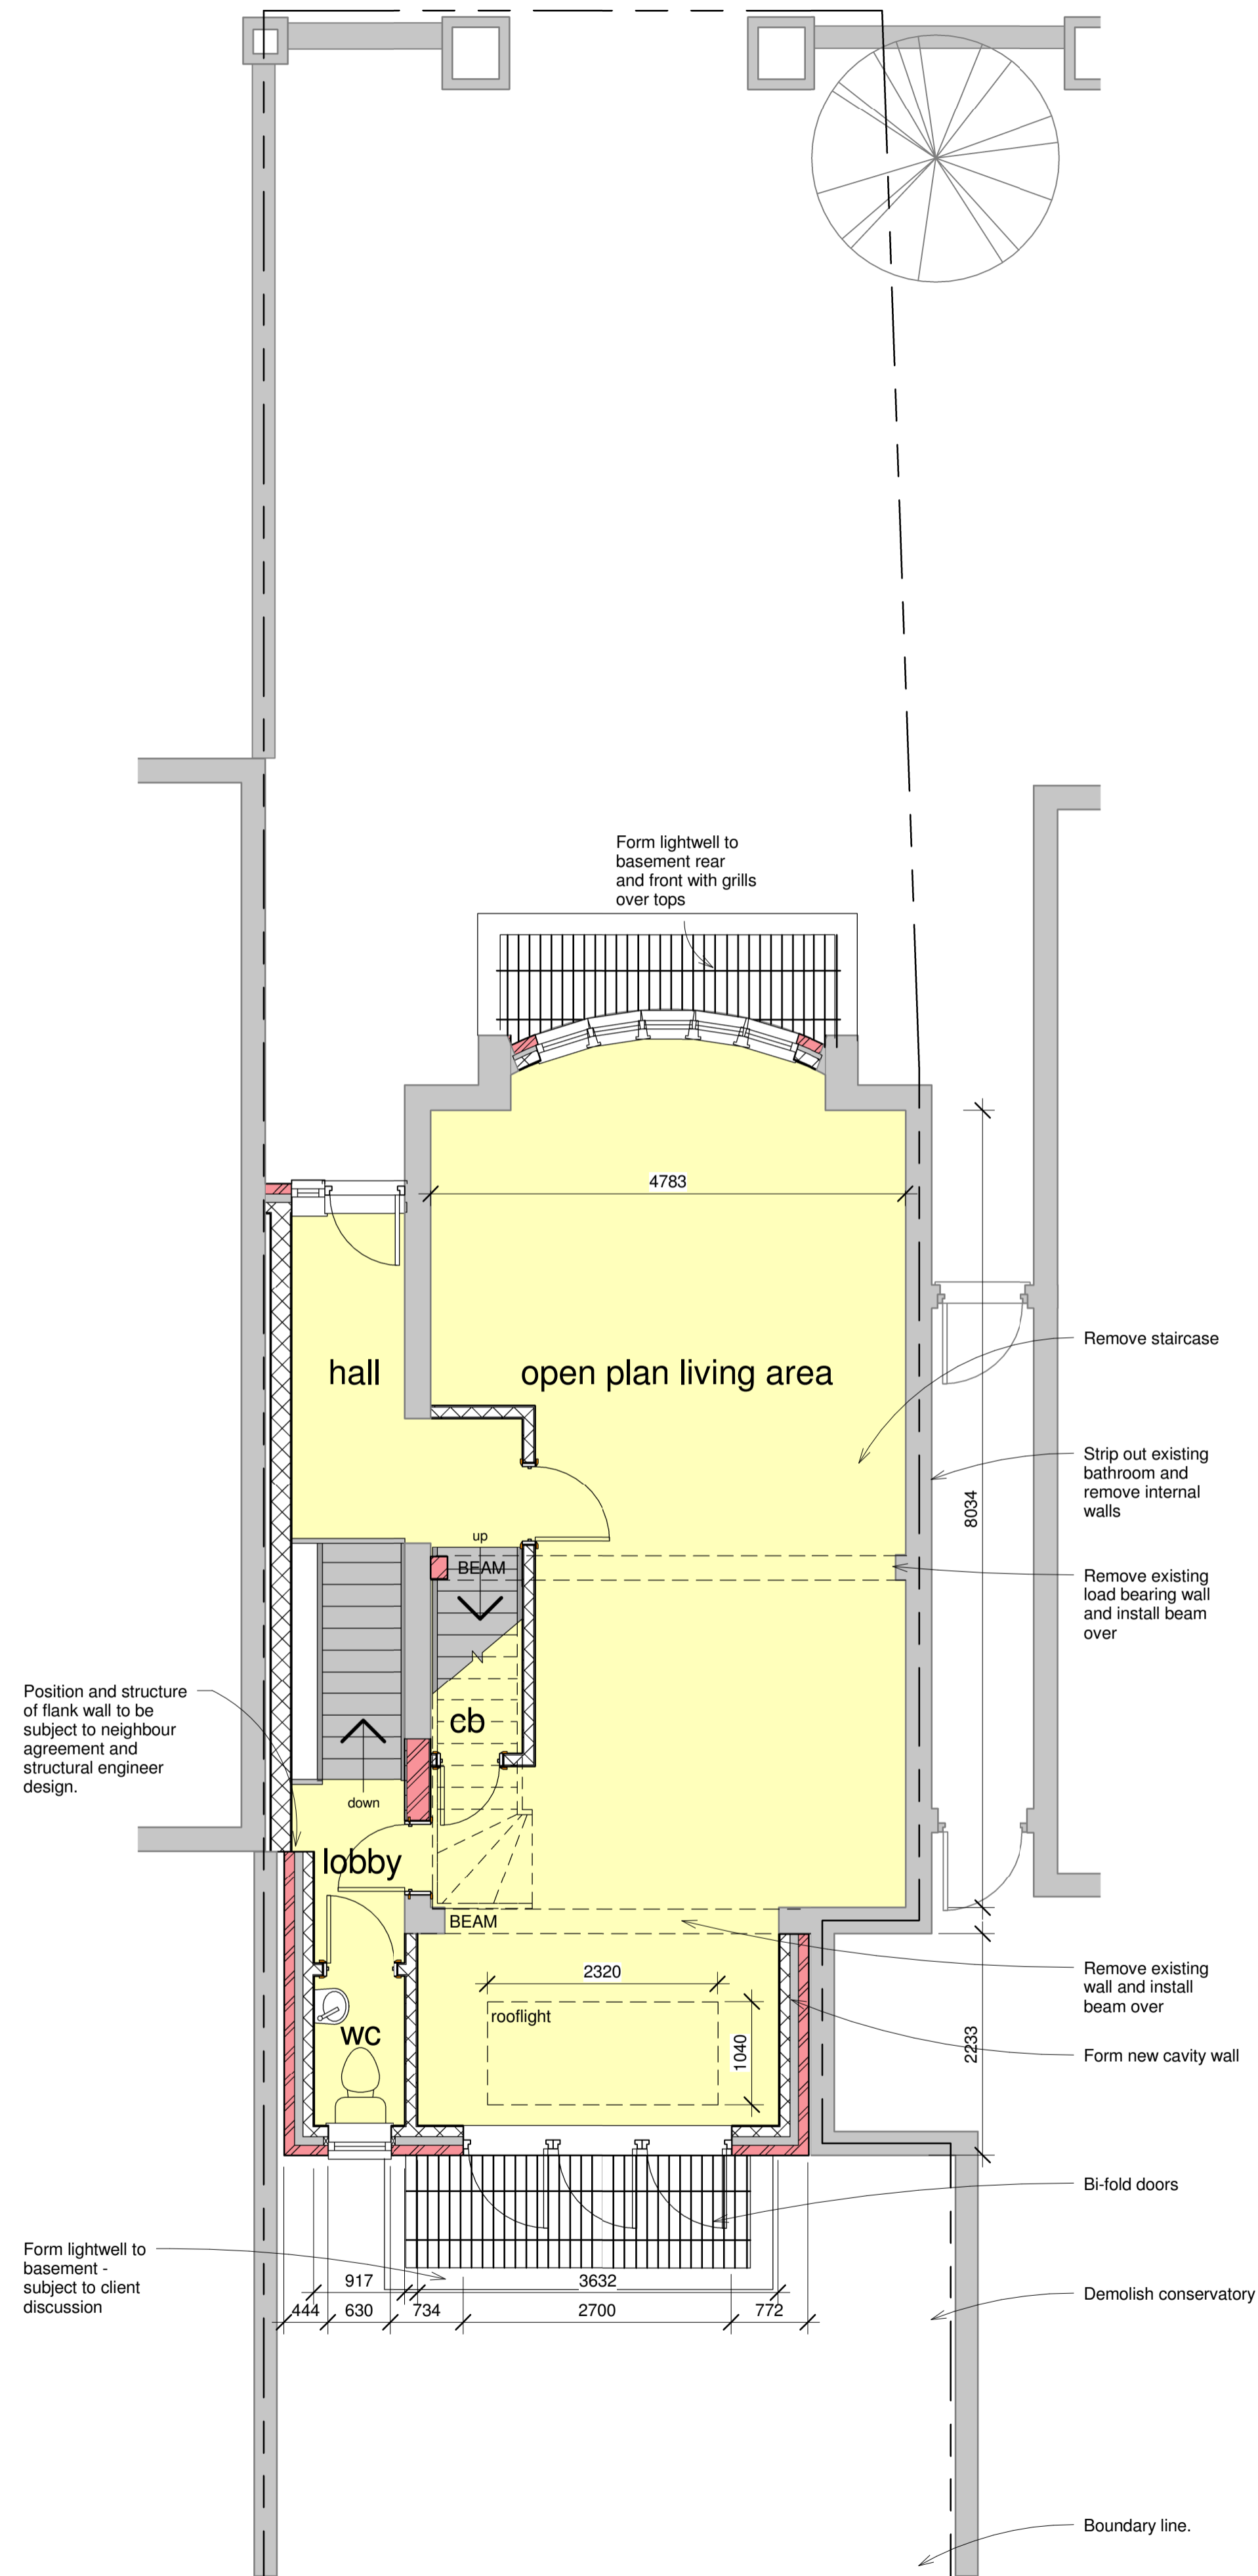 Form lightwell to
basement rear
and front with grills
over tops
4783
hall
open plan living area
Remove staircase
Strip out existing
bathroom and
remove internal
walls
8034
up
BEAM
Remove existing
load bearing wall
and install beam
over
Position and structure
of flank wall to be
subject to neighbour
agreement and
structural engineer
design.
cb
down
lobby
BEAM
Remove existing
wall and install
beam over
2320
rooflight
wc
1040
2233
Form new cavity wall
Bi-fold doors
Form lightwell to
basement -
subject to client
discussion
917
3632
444
630
734
2700
772
Demolish conservatory
Boundary line.